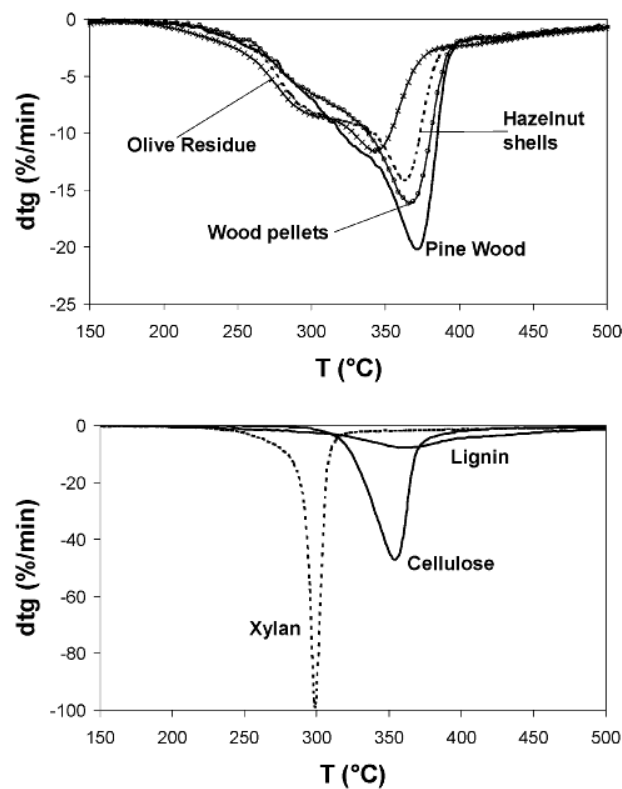 0
-5
-10
-15
-20
-25
dtg (%/min)
Olive Residue
Hazelnut
shells
Wood pellets
Pine Wood
150 200 250 300 350 400 450 500
T (°C)
0
-20
-40
-60
-80
-100
dtg (%/min)
Lignin
Cellulose
Xylan
150 200 250 300 350 400 450 500
T (°C)